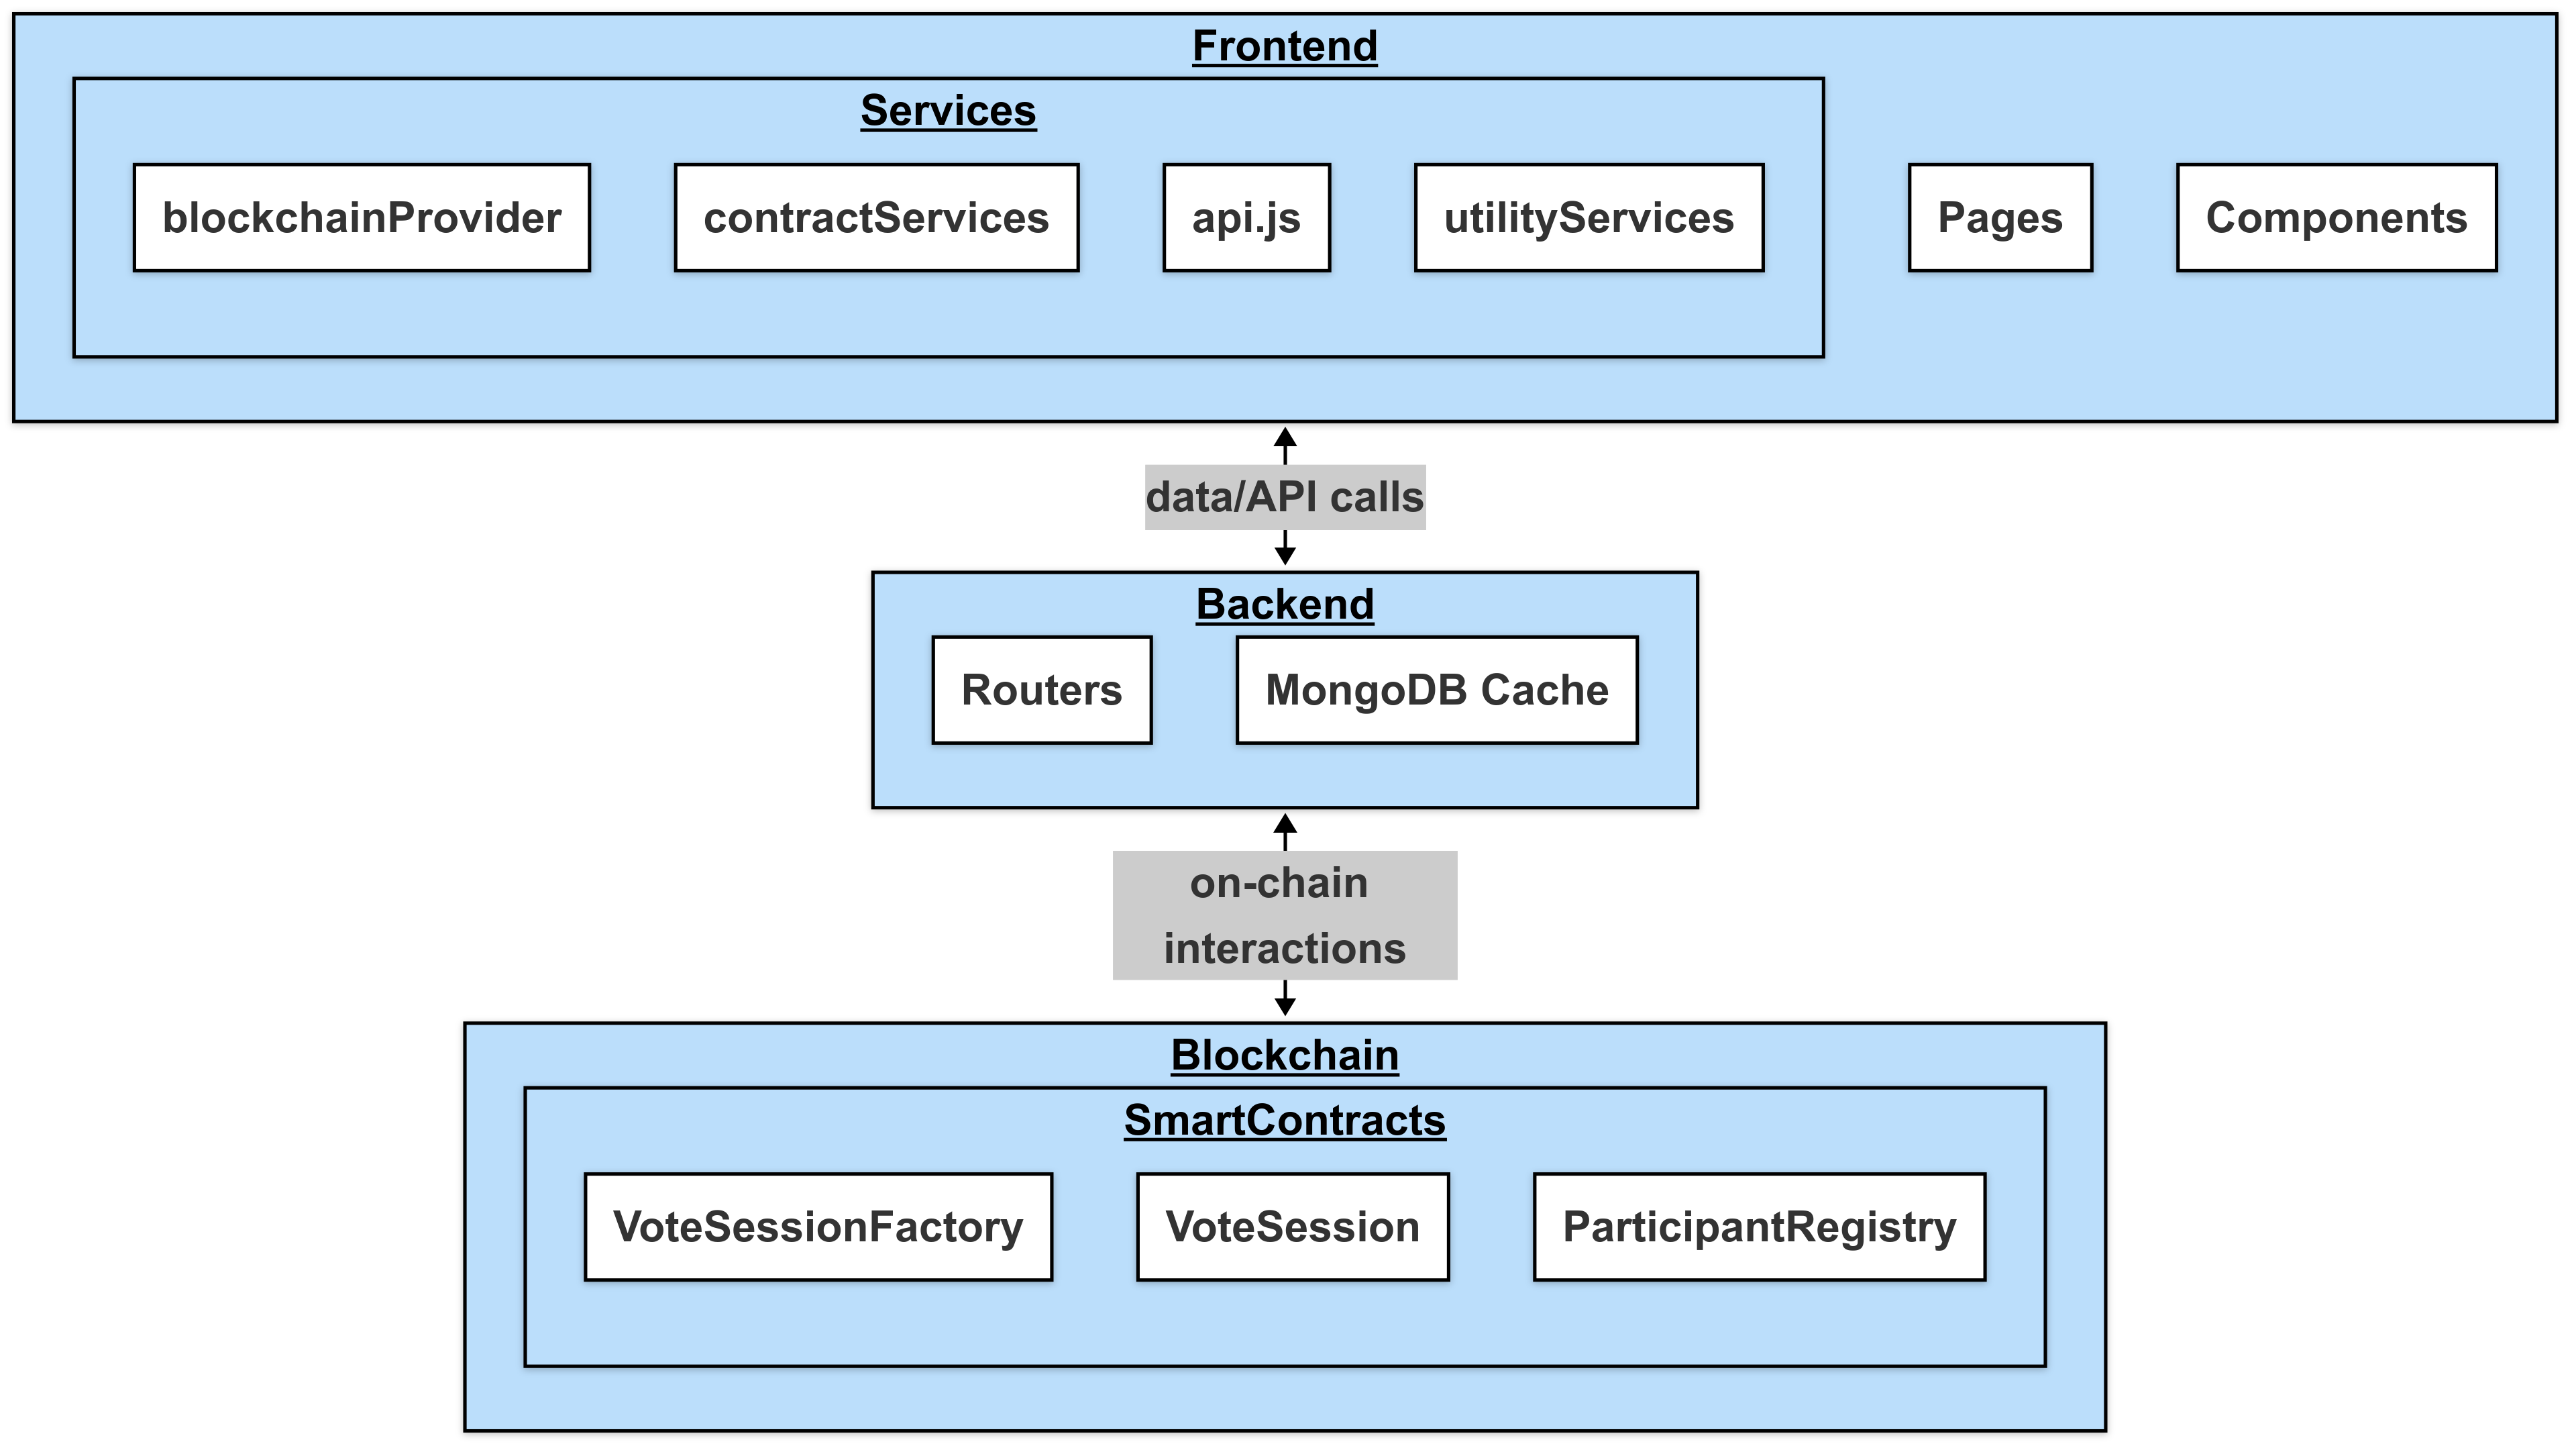 Frontend
Services
blockchainProvider
contractServices
api.js
utilityServices
Pages
Components
data/API calls
Backend
Routers
MongoDB Cache
on-chain
interactions
Blockchain
SmartContracts
VoteSessionFactory
VoteSession
ParticipantRegistry